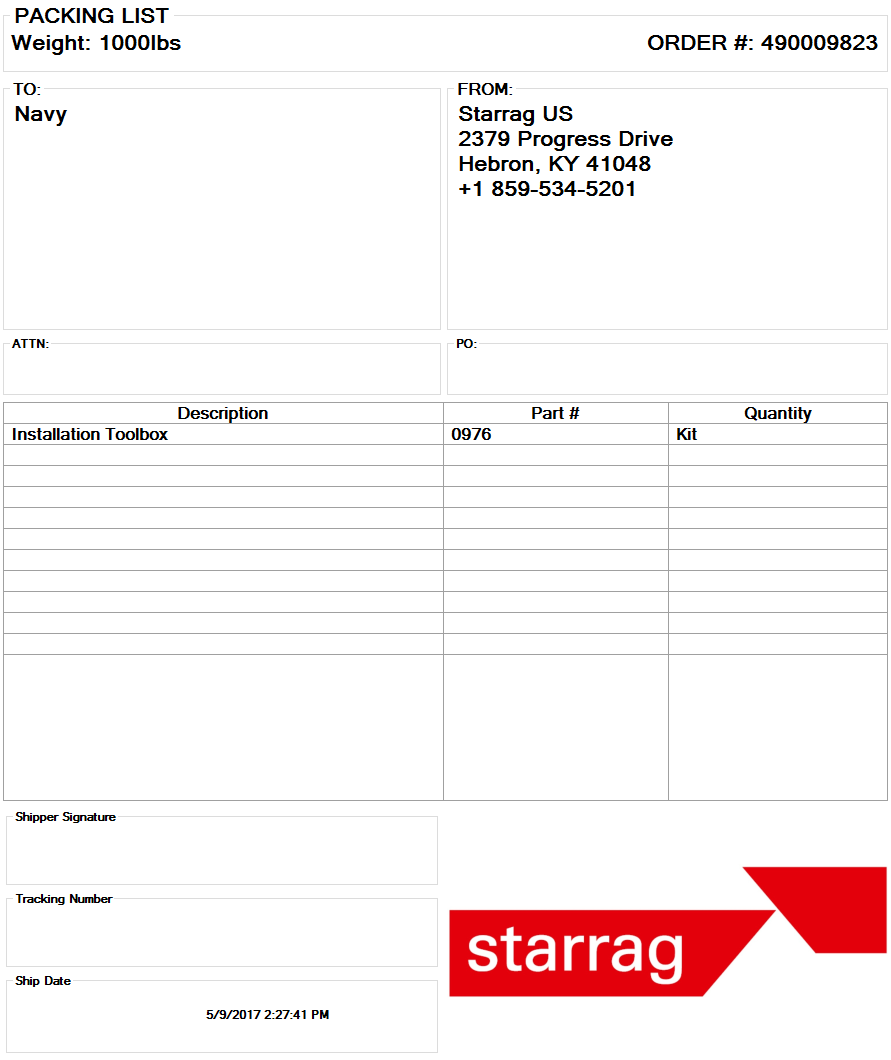 PACKING LIST
Weight: 1000lbs
ORDER #: 490009823
TO:
Navy
FROM:
Starrag US
2379 Progress Drive
Hebron, KY 41048
+1 859-534-5201
ATTN:
PO:
Description Part # Quantity
Installation Toolbox 0976 Kit
Shipper Signature
Tracking Number
Ship Date
5/9/2017 2:27:41 PM
starrag